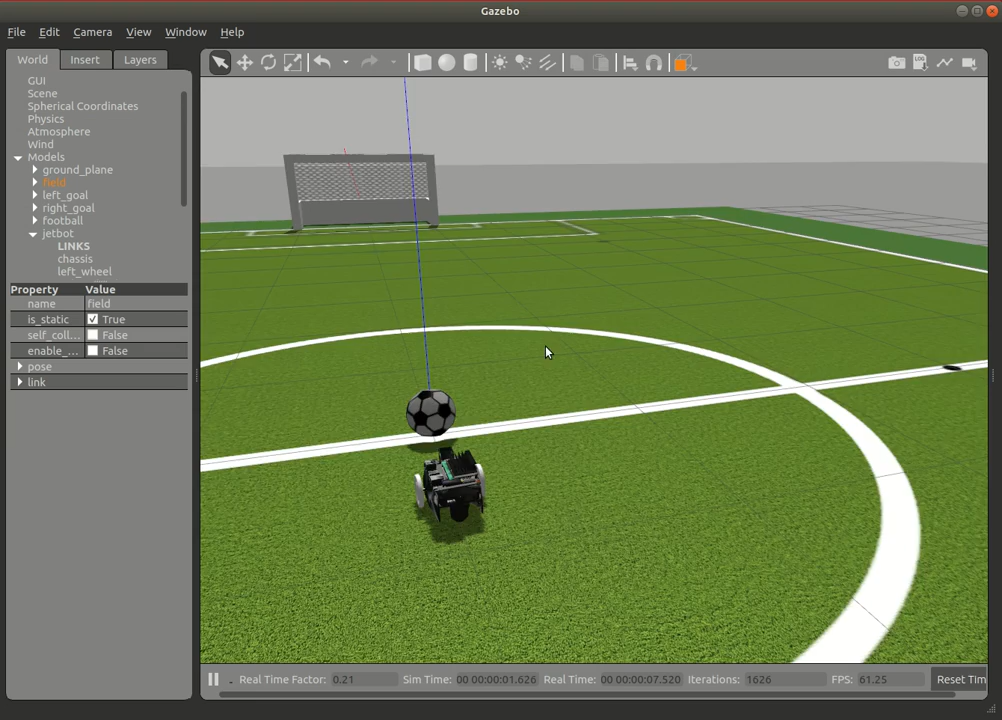 Gazebo
File Edit Camera View Window Help
World Insert Layers
GUI
Scene
Spherical Coordinates
Physics
Atmosphere
Wind
Models
ground_plane
field
left_goal
right_goal
football
jetbot
LINKS
chassis
left_wheel
Property Value
name field
is_static True
self_coll... False
enable_... False
pose
link
LOG
Real Time Factor: 0.21 Sim Time: 00 00:00:01.626 Real Time: 00 00:00:07.520 Iterations: 1626 FPS: 61.25 Reset Tim